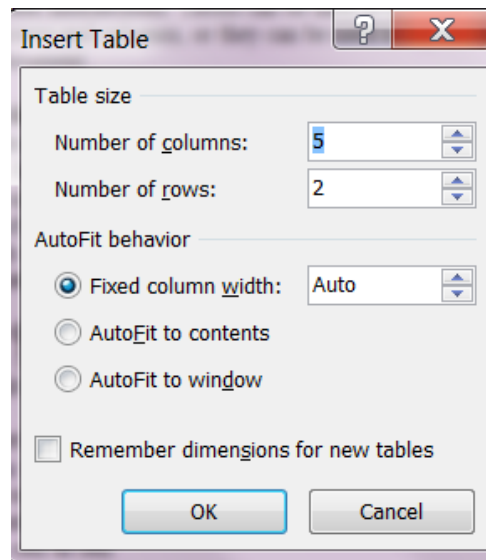 Insert Table
?
X
Table size
Number of columns: 5
Number of rows: 2
AutoFit behavior
Fixed column width: Auto
AutoFit to contents
AutoFit to window
Remember dimensions for new tables
OK Cancel